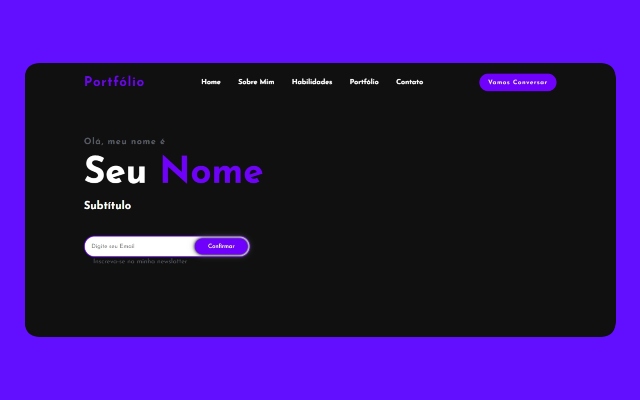 Portfólio
Home Sobre Mim Habilidades Portfólio Contato
Vamos Conversar
Olá, meu nome é
Seu Nome
Subtítulo
Digite seu Email Confirmar
Inscreva-se na minha newsletter